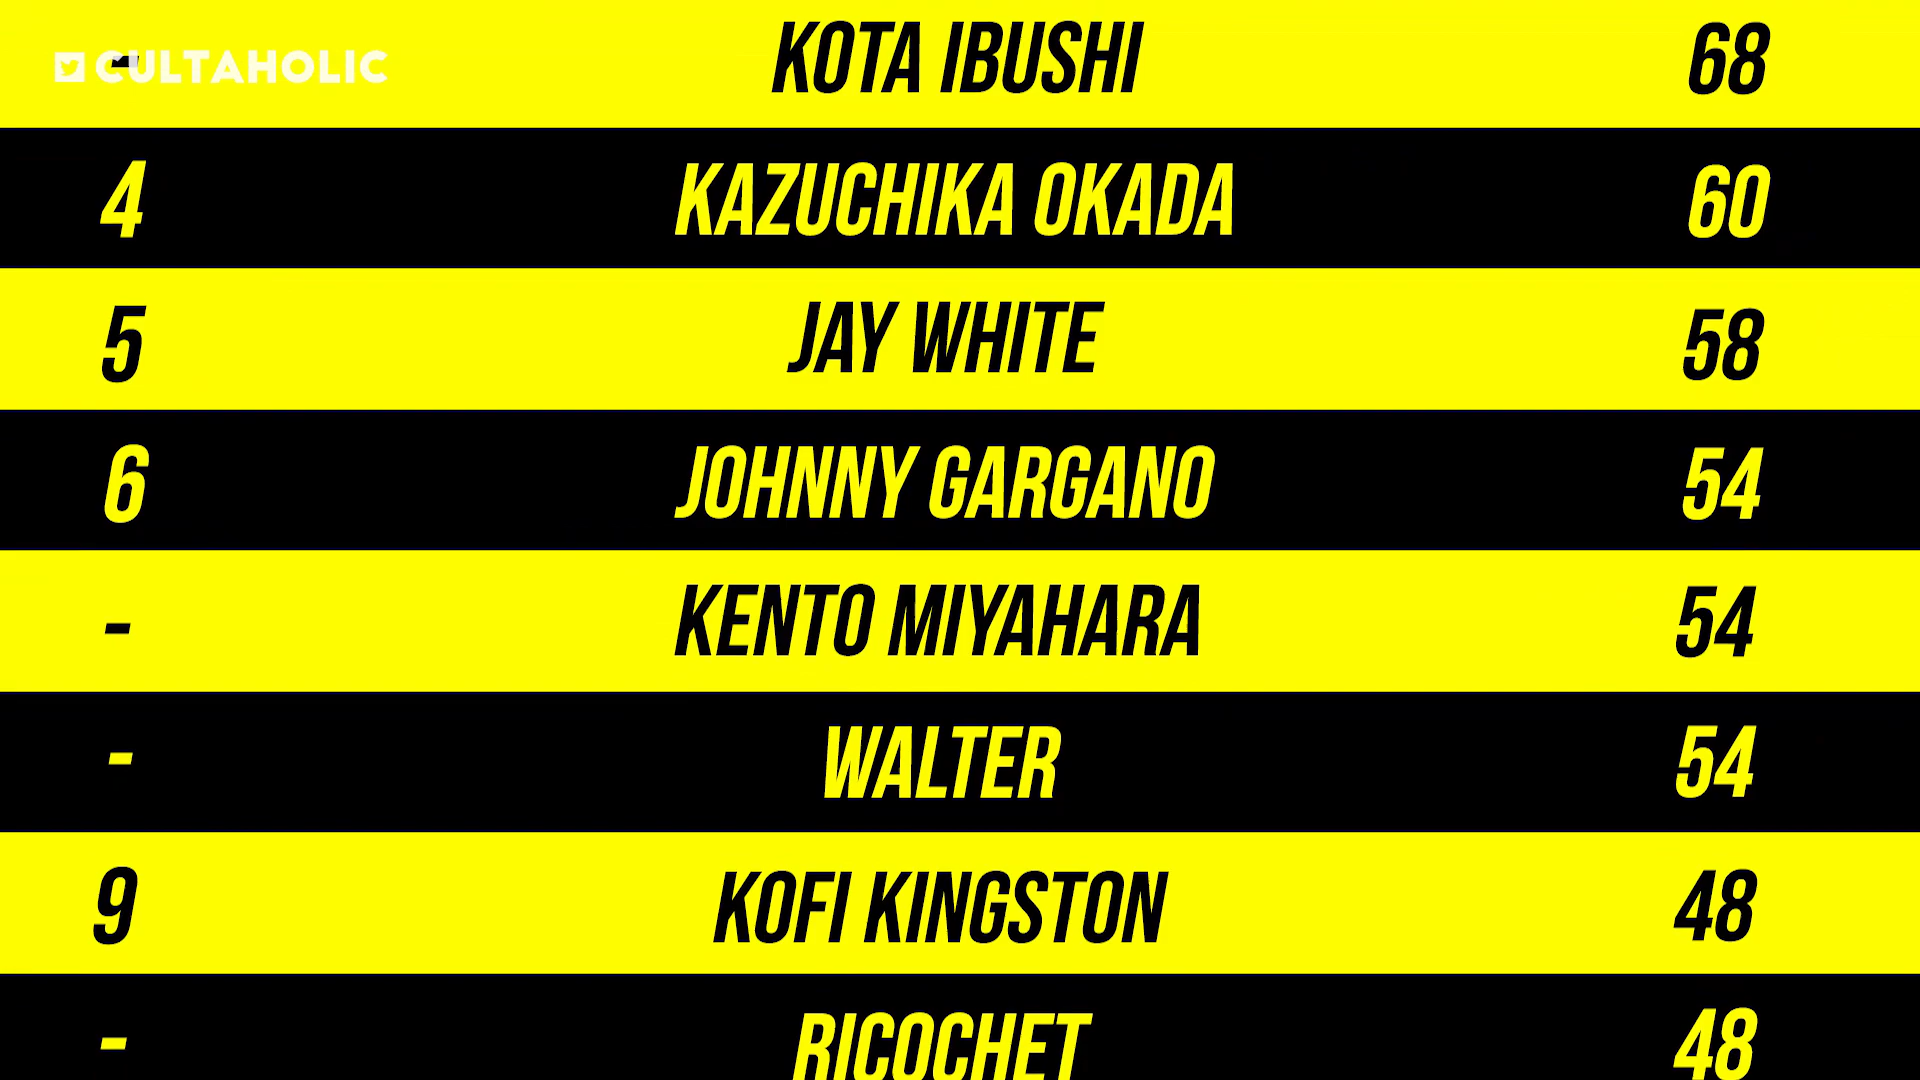 CULTAHOLIC
- KOTA IBUSHI 68
4 KAZUCHIKA OKADA 60
5 JAY WHITE 58
6 JOHNNY GARGANO 54
- KENTO MIYAHARA 54
- WALTER 54
9 KOFI KINGSTON 48
- RICOCHET 48